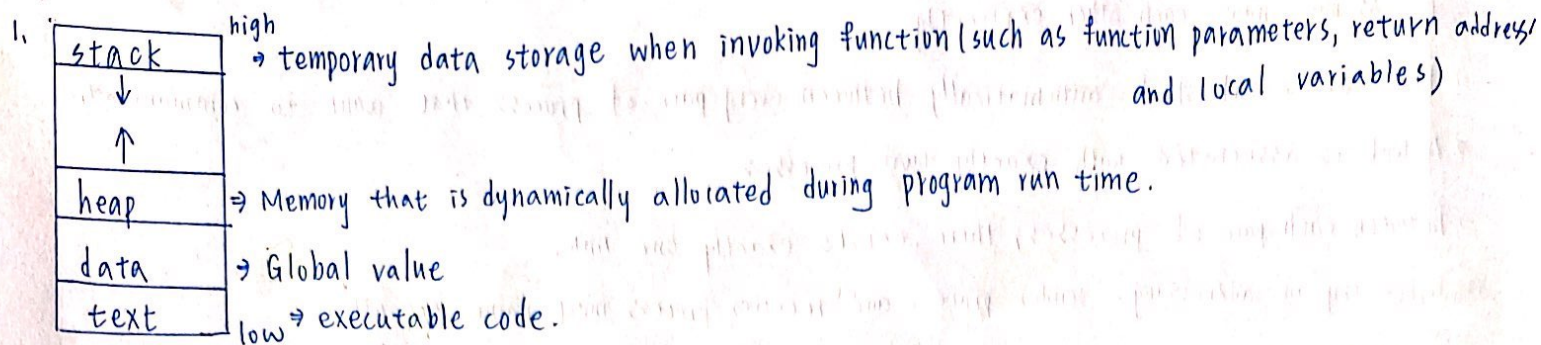 1. high
stack ⇒ temporary data storage when invoking function (such as function parameters, return address,
↓ and local variables)
↑
heap ⇒ Memory that is dynamically allocated during program run time.
data ⇒ Global value
text low ⇒ executable code.